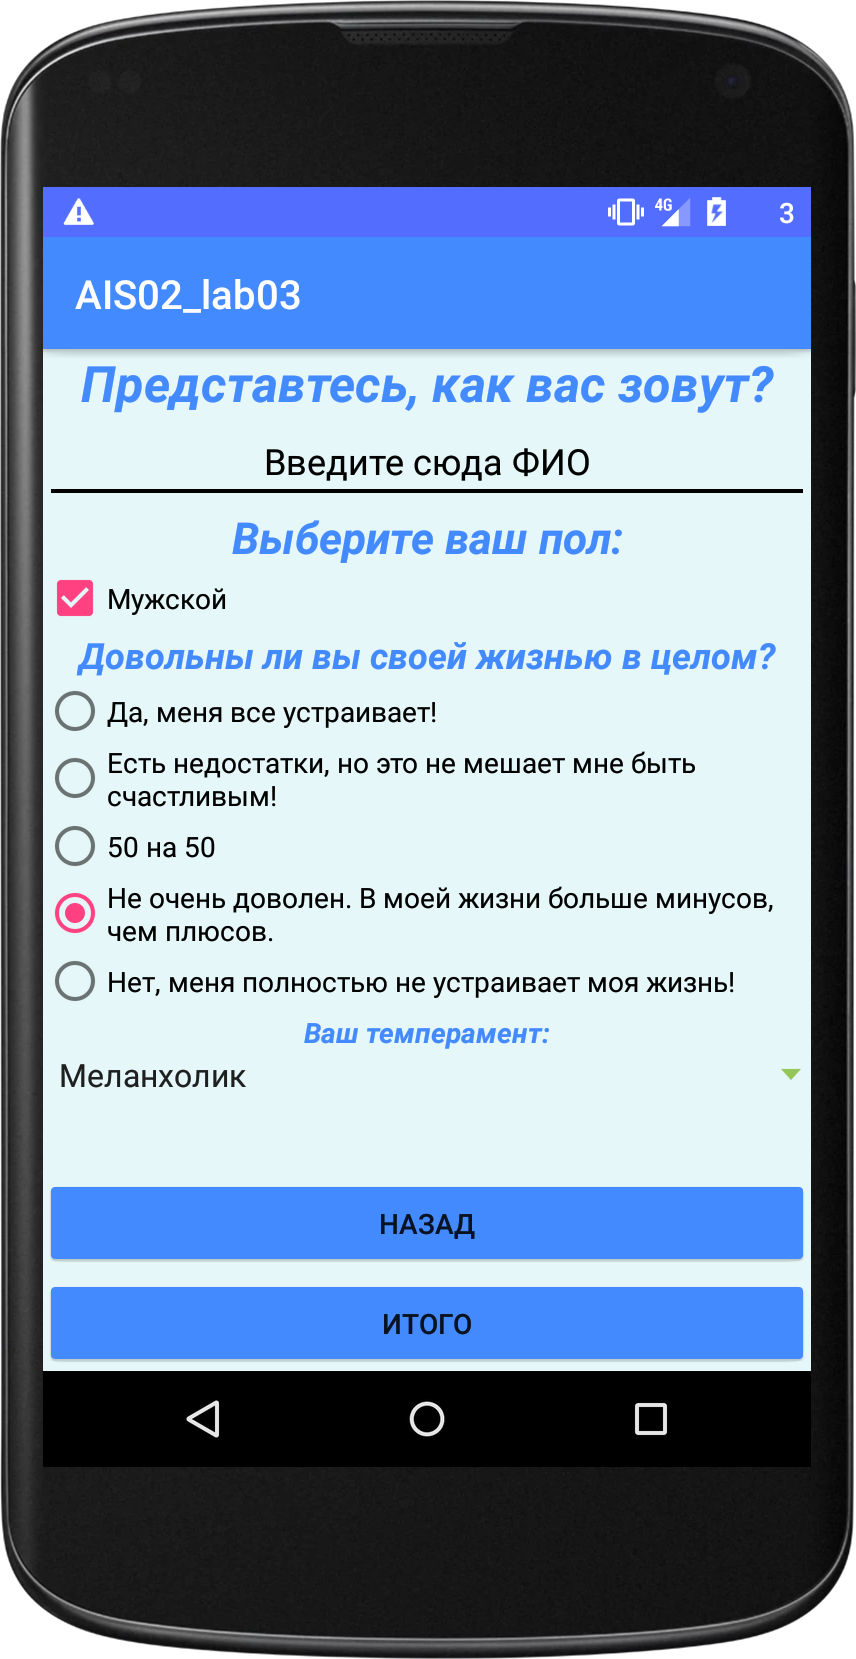 4G 3
AIS02_lab03
Представтесь, как вас зовут?
Введите сюда ФИО
Выберите ваш пол:
Мужской
Довольны ли вы своей жизнью в целом?
Да, меня все устраивает!
Есть недостатки, но это не мешает мне быть
счастливым!
50 на 50
Не очень доволен. В моей жизни больше минусов,
чем плюсов.
Нет, меня полностью не устраивает моя жизнь!
Ваш темперамент:
Меланхолик
НАЗАД
ИТОГО